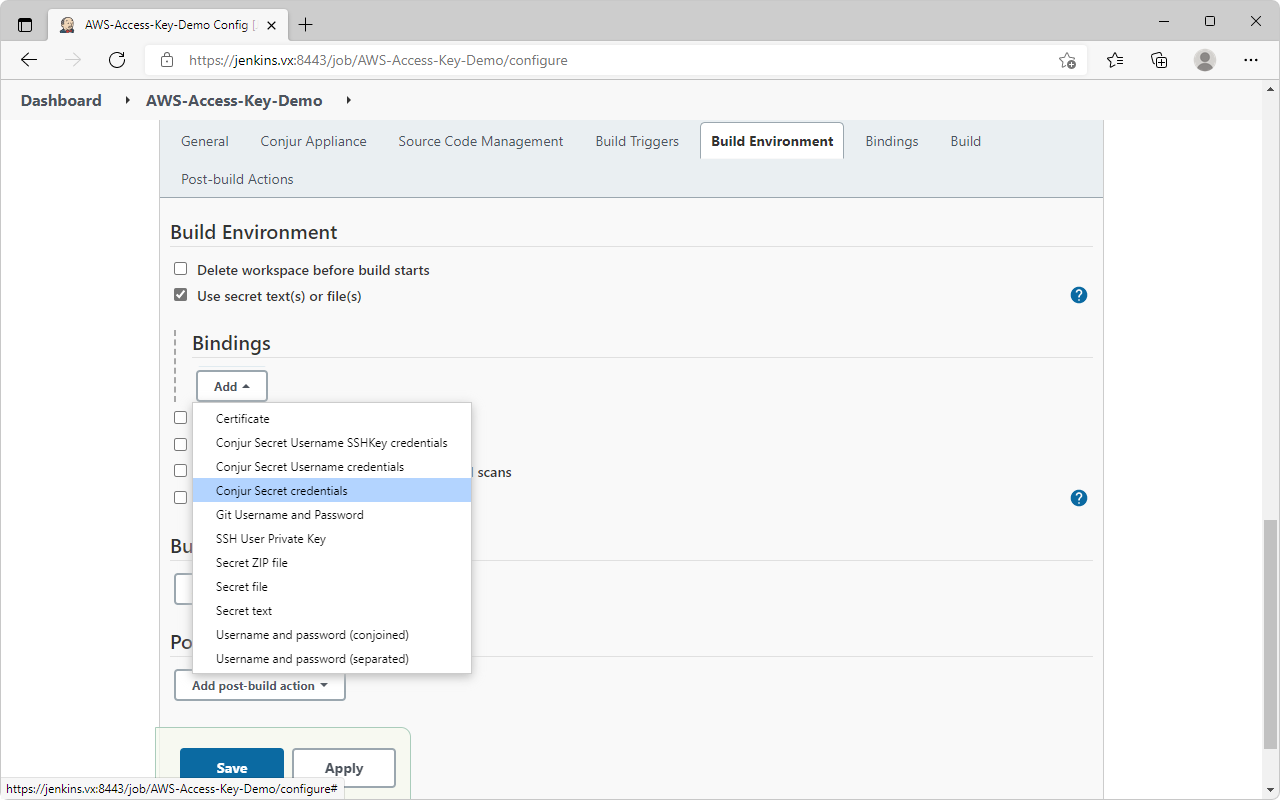 AWS-Access-Key-Demo Config [
https://jenkins.vx:8443/job/AWS-Access-Key-Demo/configure
Dashboard AWS-Access-Key-Demo
General Conjur Appliance Source Code Management Build Triggers Build Environment Bindings Build
Post-build Actions
Build Environment
Delete workspace before build starts
Use secret text(s) or file(s)
?
Bindings
Add
Certificate
Conjur Secret Username SSHKey credentials
Conjur Secret Username credentials
scans
Conjur Secret credentials
?
Git Username and Password
SSH User Private Key
Bu
Secret ZIP file
Secret file
Secret text
Username and password (conjoined)
Po
Username and password (separated)
Add post-build action
Save Apply
https://jenkins.vx:8443/job/AWS-Access-Key-Demo/configure#